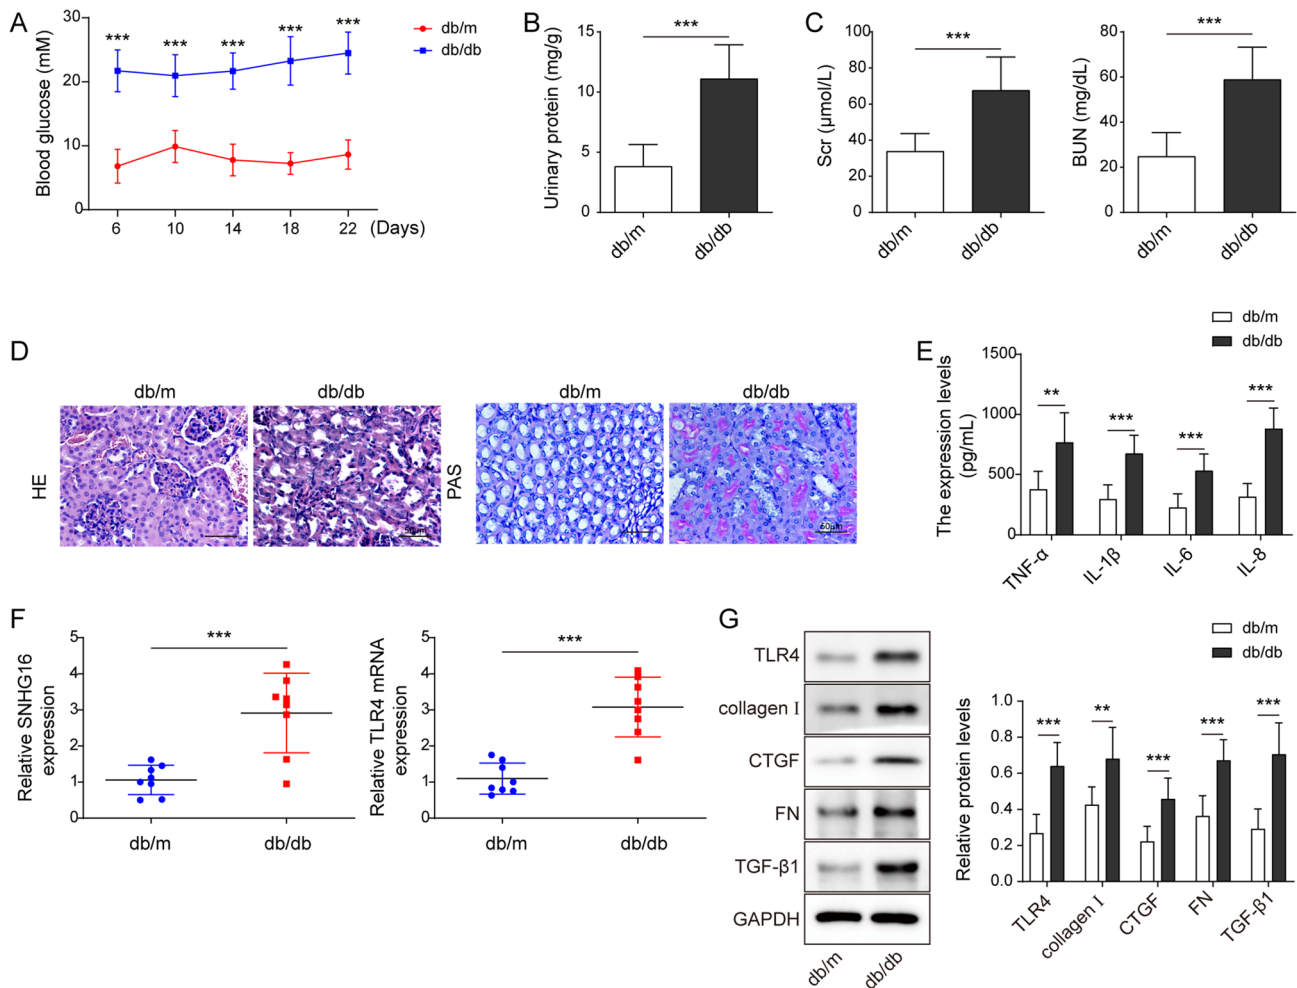 A
Blood glucose (mM)
30
20
10
0
*** *** *** *** ***
6 10 14 18 22 (Days)
db/m
db/db
B
Urinary protein (mg/g)
15
10
5
0
***
db/m db/db
C
Scr (μmol/L)
100
80
60
40
20
0
***
db/m db/db
BUN (mg/dL)
80
60
40
20
0
***
db/m db/db
D
db/m db/db db/m db/db
HE
50μm
PAS
50μm
E
db/m
db/db
The expression levels
(pg/mL)
1500
1000
500
0
** *** *** ***
TNF-α IL-1β IL-6 IL-8
F
Relative SNHG16
expression
5
4
3
2
1
0
***
db/m db/db
Relative TLR4 mRNA
expression
5
4
3
2
1
0
***
db/m db/db
G
TLR4
collagen I
CTGF
FN
TGF-β1
GAPDH
db/m db/db
db/m
db/db
Relative protein levels
1.0
0.8
0.6
0.4
0.2
0.0
*** ** *** *** ***
TLR4 collagen I CTGF FN TGF-β1